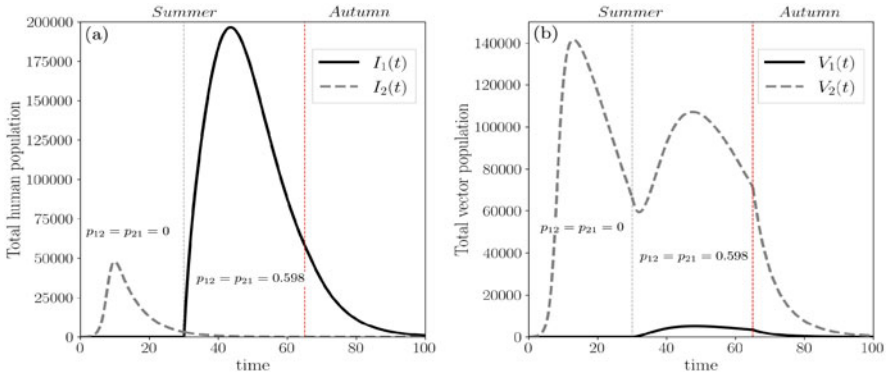 Summer Autumn
(a)
I₁(t)
I₂(t)
p₁₂ = p₂₁ = 0
p₁₂ = p₂₁ = 0.598
Total human population
200000
175000
150000
125000
100000
75000
50000
25000
0
0 20 40 60 80 100
time
Summer Autumn
(b)
V₁(t)
V₂(t)
p₁₂ = p₂₁ = 0
p₁₂ = p₂₁ = 0.598
Total vector population
140000
120000
100000
80000
60000
40000
20000
0
0 20 40 60 80 100
time